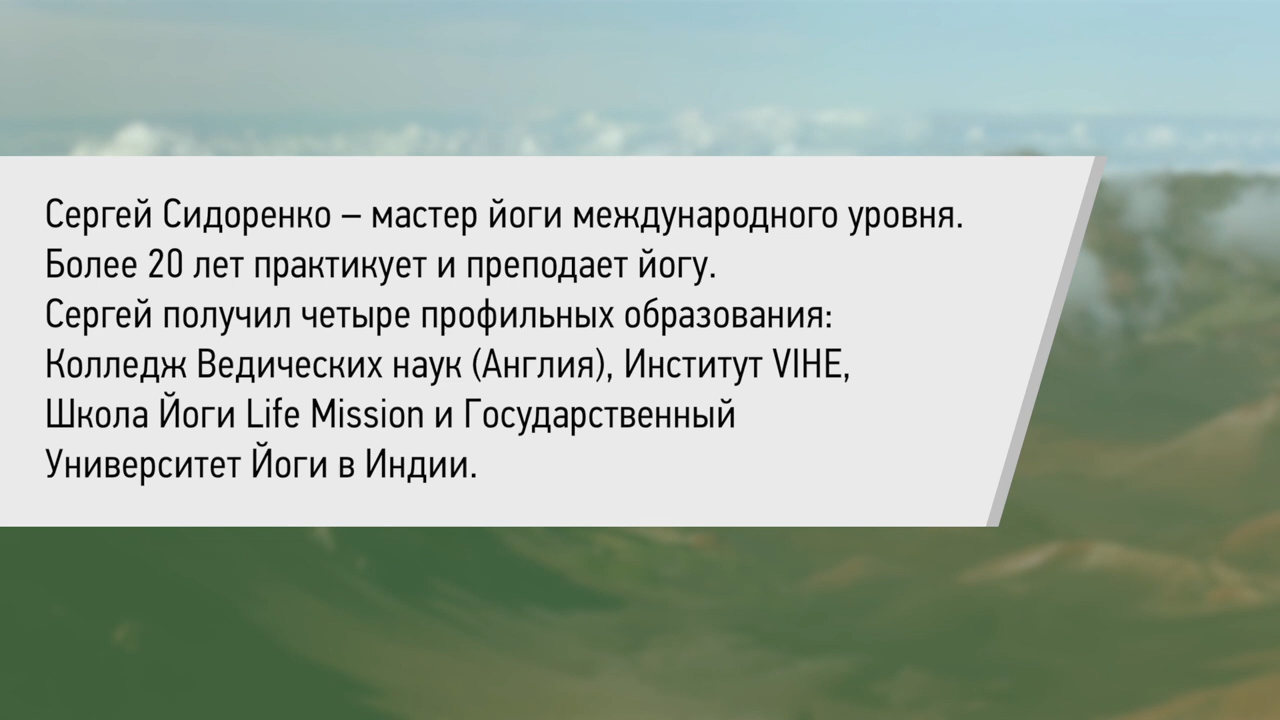 Сергей Сидоренко – мастер йоги международного уровня.
Более 20 лет практикует и преподает йогу.
Сергей получил четыре профильных образования:
Колледж Ведических наук (Англия), Институт VIHE,
Школа Йоги Life Mission и Государственный
Университет Йоги в Индии.